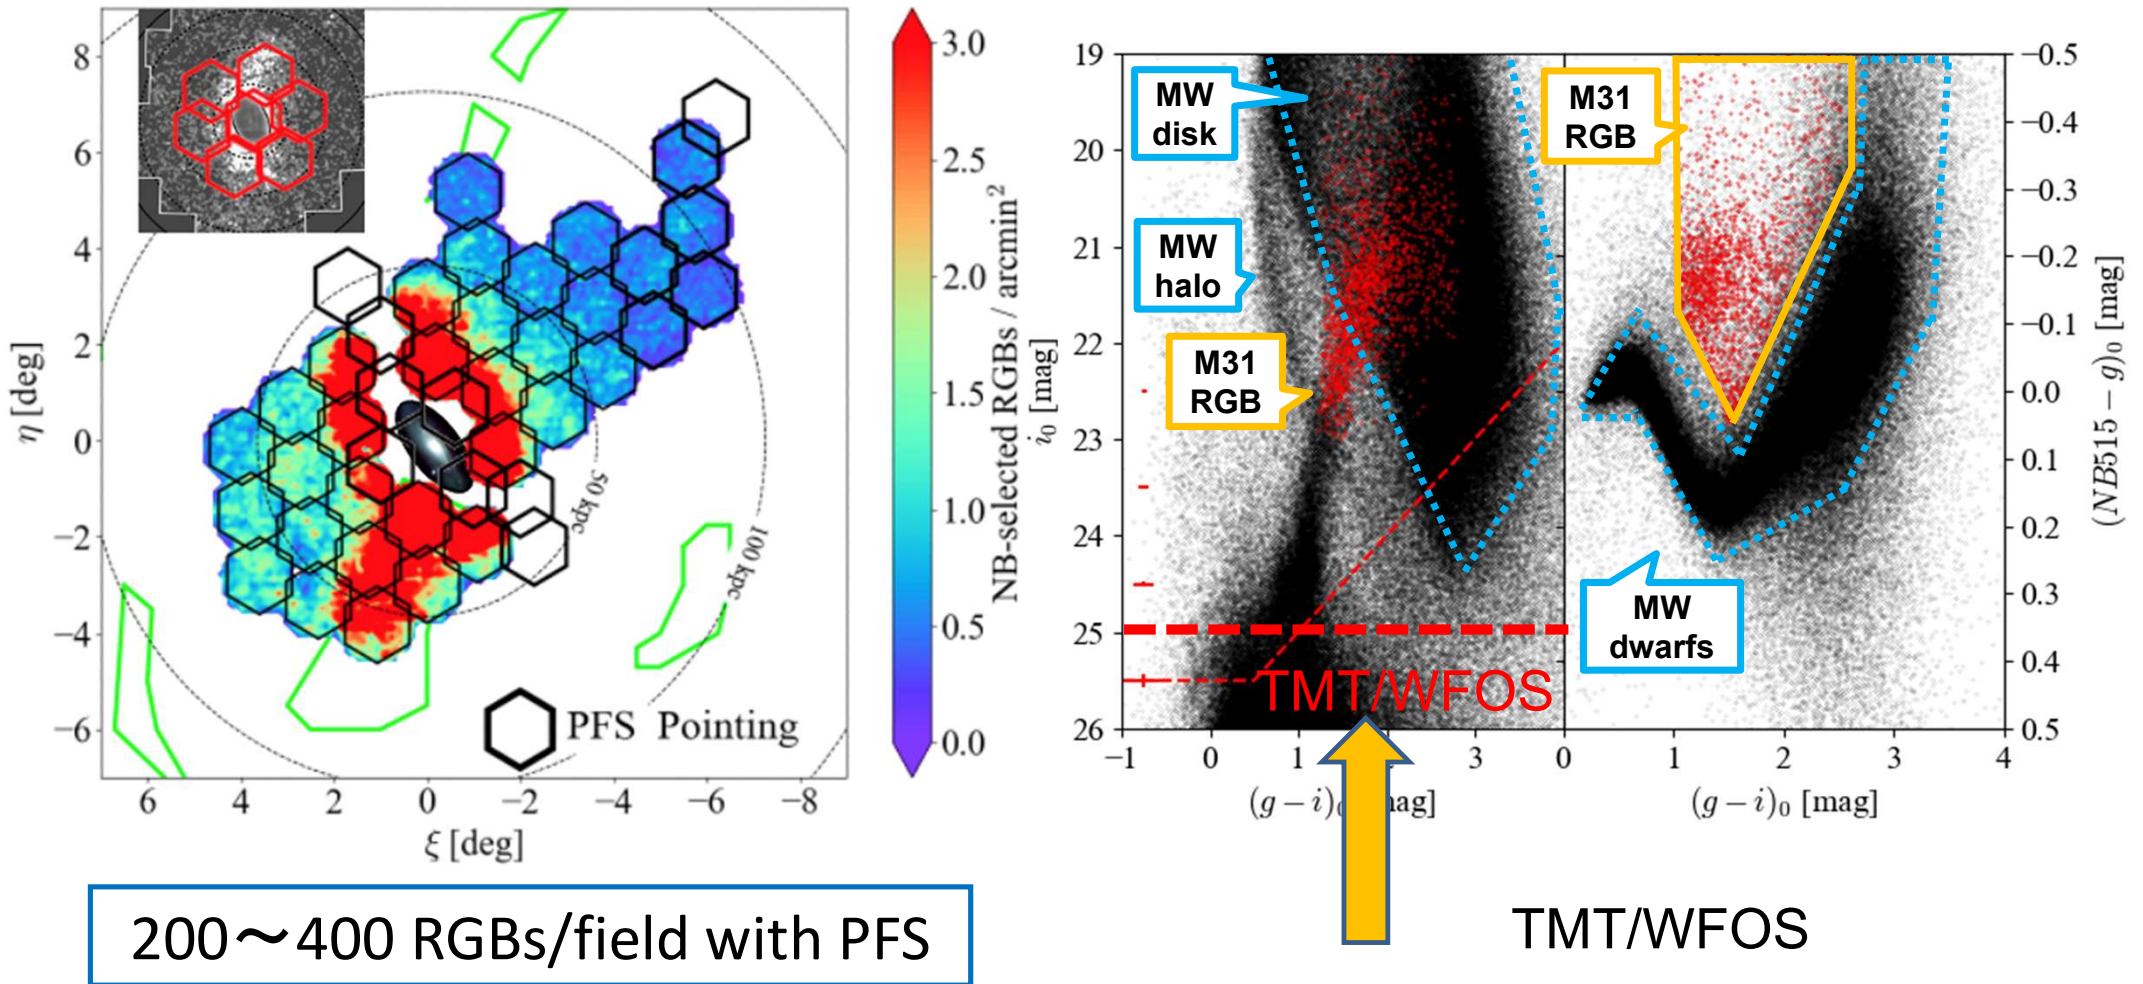 8
6
4
2
0
−2
−4
−6
η [deg]
6
4
2
0
−2
−4
−6
−8
ξ [deg]
50 kpc
100 kpc
PFS Pointing
3.0
2.5
2.0
1.5
1.0
0.5
0.0
NB-selected RGBs / arcmin²
200～400 RGBs/field with PFS
19
20
21
22
23
24
25
26
i₀ [mag]
MW
disk
MW
halo
M31
RGB
TMT/WFOS
−1
0
1
3
(g − i)₀ [mag]
M31
RGB
MW
dwarfs
0
1
2
3
4
(g − i)₀ [mag]
−0.5
−0.4
−0.3
−0.2
−0.1
0.0
0.1
0.2
0.3
0.4
0.5
(NB515 − g)₀ [mag]
TMT/WFOS